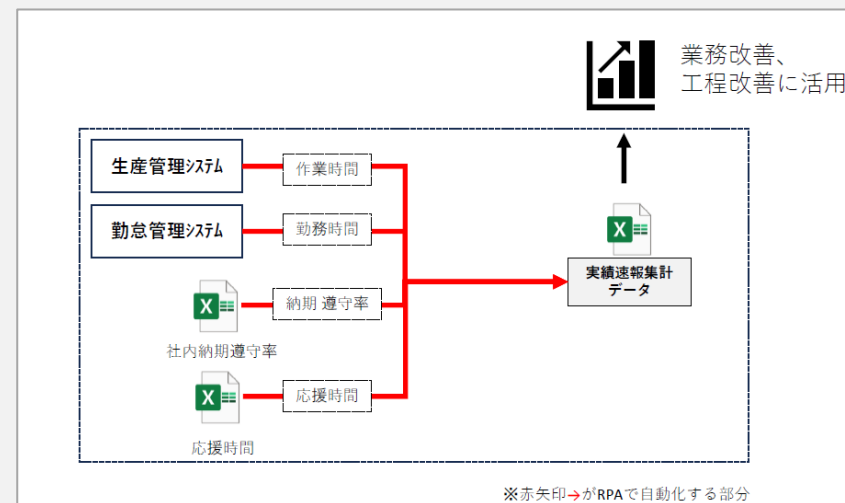 業務改善、
工程改善に活用
生産管理ｼｽﾃﾑ
作業時間
勤怠管理ｼｽﾃﾑ
勤務時間
実績速報集計
データ
納期 遵守率
社内納期遵守率
応援時間
応援時間
※赤矢印→がRPAで自動化する部分